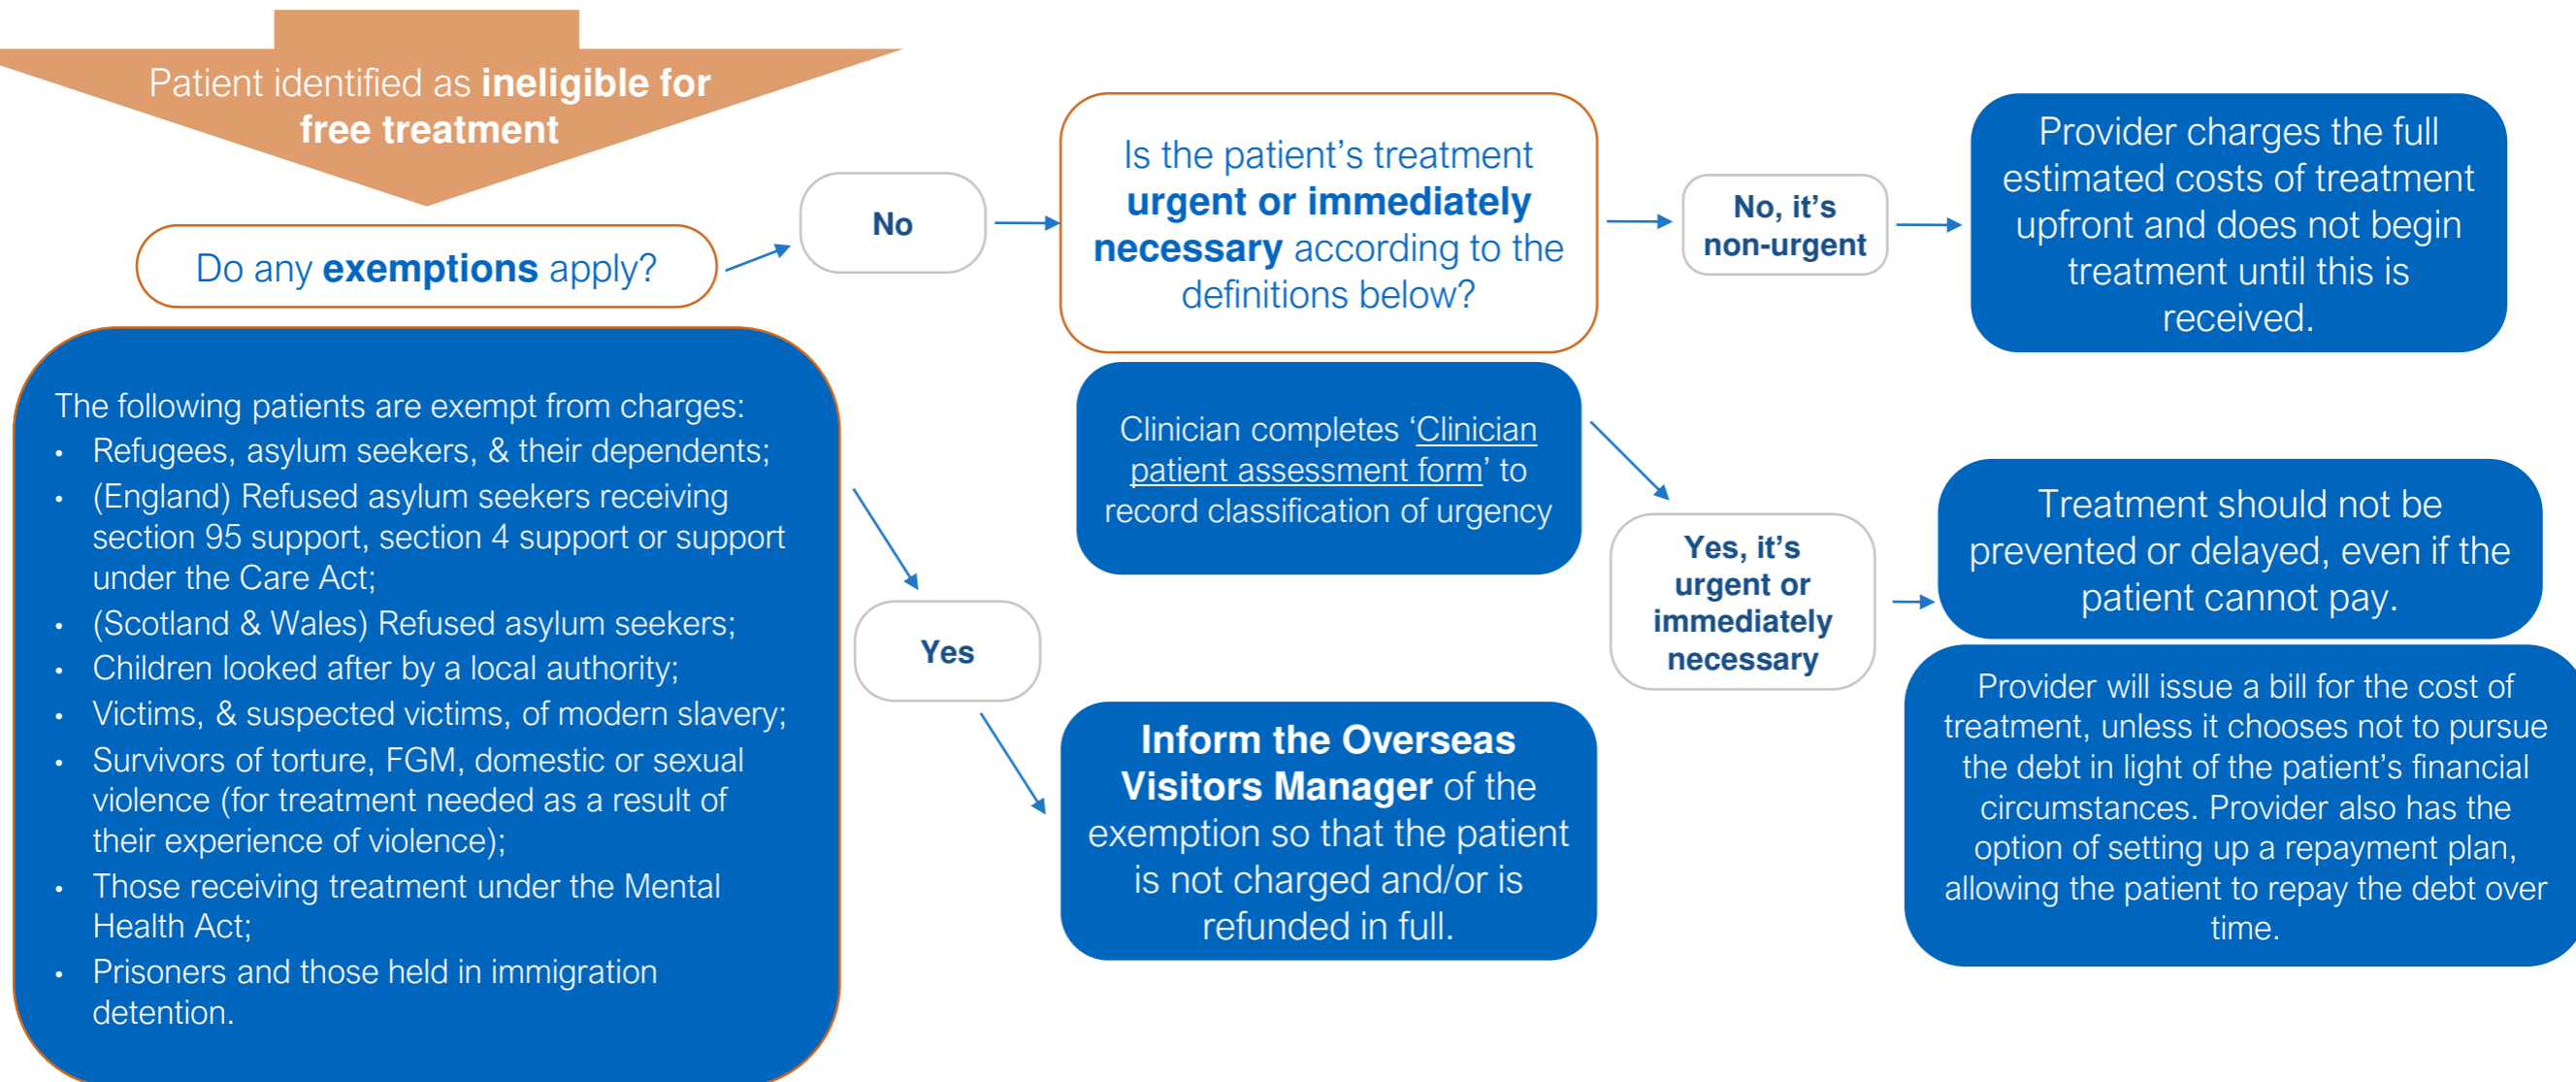 Patient identified as ineligible for
free treatment
Do any exemptions apply?
The following patients are exempt from charges:
• Refugees, asylum seekers, & their dependents;
• (England) Refused asylum seekers receiving
section 95 support, section 4 support or support
under the Care Act;
• (Scotland & Wales) Refused asylum seekers;
• Children looked after by a local authority;
• Victims, & suspected victims, of modern slavery;
• Survivors of torture, FGM, domestic or sexual
violence (for treatment needed as a result of
their experience of violence);
• Those receiving treatment under the Mental
Health Act;
• Prisoners and those held in immigration
detention.
No
Yes
Inform the Overseas
Visitors Manager of the
exemption so that the patient
is not charged and/or is
refunded in full.
Is the patient’s treatment
urgent or immediately
necessary according to the
definitions below?
Clinician completes ‘Clinician
patient assessment form’ to
record classification of urgency
No, it’s
non-urgent
Provider charges the full
estimated costs of treatment
upfront and does not begin
treatment until this is
received.
Yes, it’s
urgent or
immediately
necessary
Treatment should not be
prevented or delayed, even if the
patient cannot pay.
Provider will issue a bill for the cost of
treatment, unless it chooses not to pursue
the debt in light of the patient’s financial
circumstances. Provider also has the
option of setting up a repayment plan,
allowing the patient to repay the debt over
time.